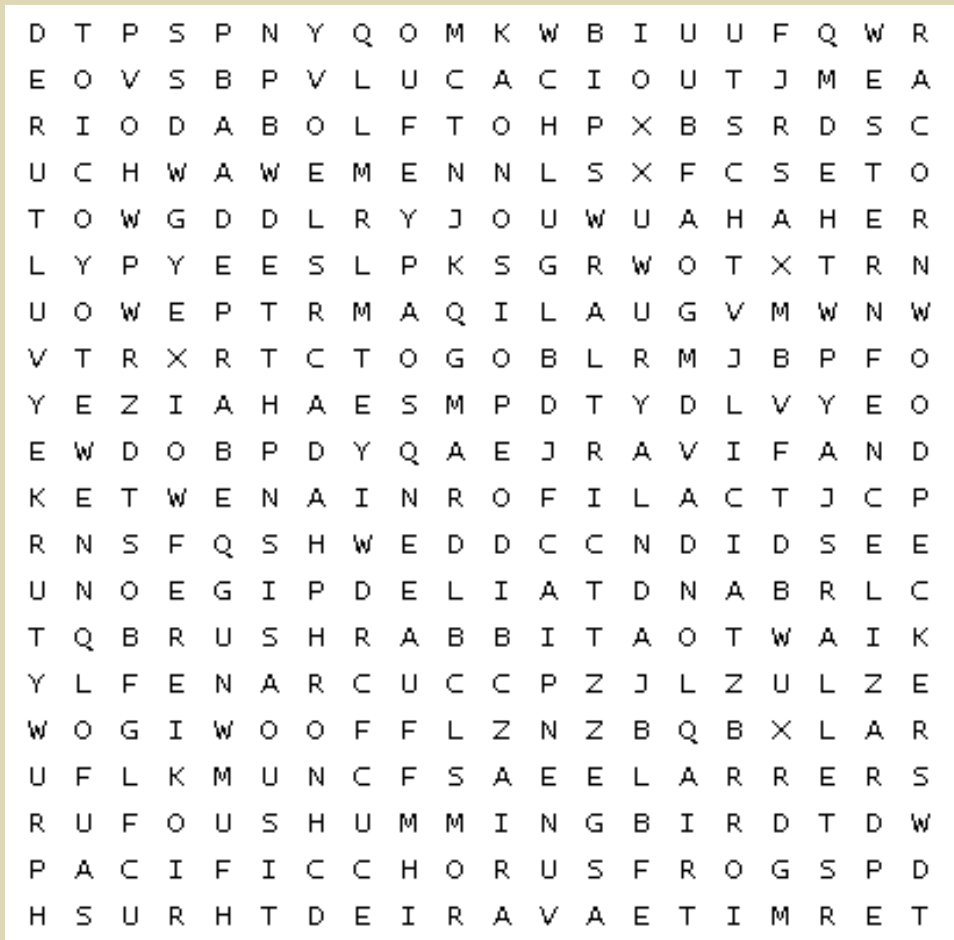 D T P S P N Y Q O M K W B I U U F Q W R
E O V S B P V L U C A C I O U T J M E A
R I O D A B O L F T O H P X B S R D S C
U C H W A W E M E N N L S X F C S E T O
T O W G D D L R Y J O U W U A H A H E R
L Y P Y E E S L P K S G R W O T X T R N
U O W E P T R M A Q I L A U G V M W N W
V T R X R T C T O G O B L R M J B P F O
Y E Z I A H A E S M P D T Y D L V Y E O
E W D O B P D Y Q A E J R A V I F A N D
K E T W E N A I N R O F I L A C T J C P
R N S F Q S H W E D D C C N D I D S E E
U N O E G I P D E L I A T D N A B R L C
T Q B R U S H R A B B I T A O T W A I K
Y L F E N A R C U C C P Z J L Z U L Z E
W O G I W O O F F L Z N Z B Q B X L A R
U F L K M U N C F S A E E L A R R E R S
R U F O U S H U M M I N G B I R D T D W
P A C I F I C C H O R U S F R O G S P D
H S U R H T D E I R A V A E T I M R E T